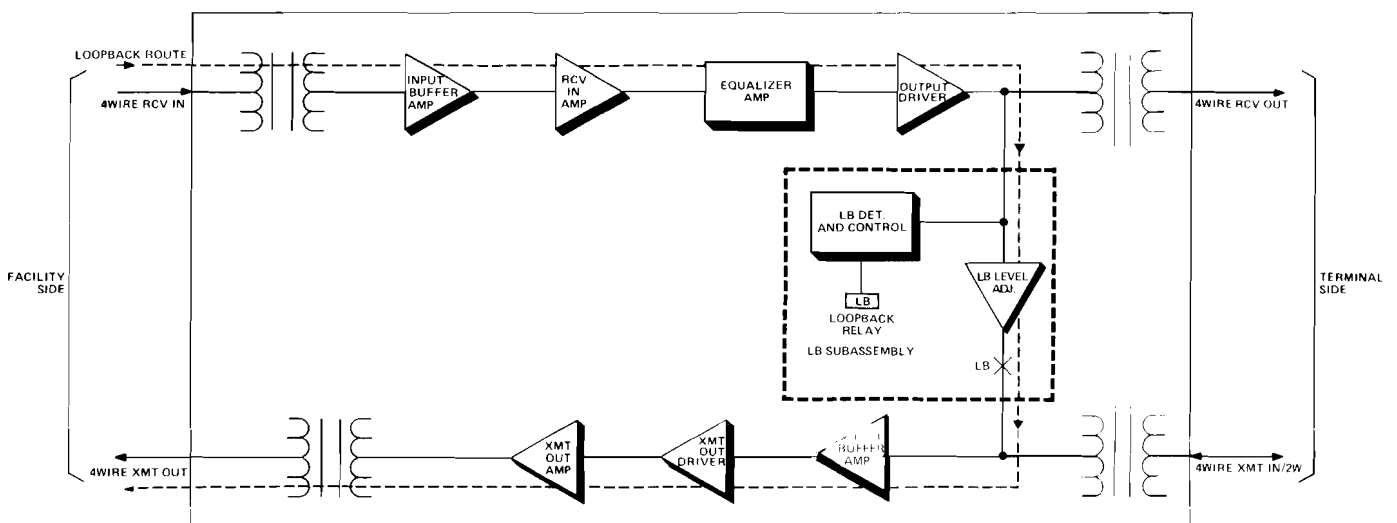 LOOPBACK ROUTE
4WIRE RCV IN
INPUT
BUFFER
AMP
RCV
IN
AMP
EQUALIZER
AMP
OUTPUT
DRIVER
4WIRE RCV OUT
LB DET.
AND CONTROL
LB
LOOPBACK
RELAY
LB SUBASSEMBLY
LB LEVEL
ADJ.
LB
FACILITY
SIDE
TERMINAL
SIDE
4WIRE XMT OUT
XMT
OUT
AMP
XMT
OUT
DRIVER
BUFFER
AMP
4WIRE XMT IN/2W